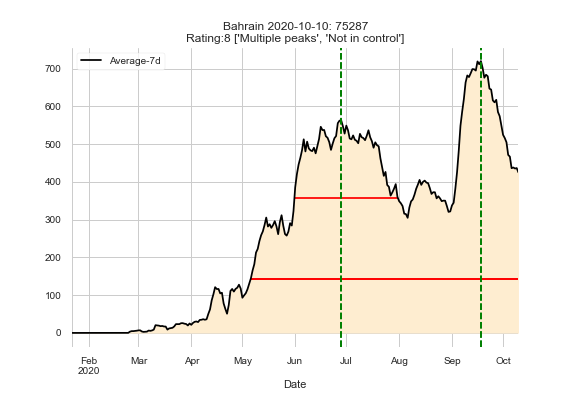 Bahrain 2020-10-10: 75287
Rating:8 ['Multiple peaks', 'Not in control']
Average-7d
700
600
500
400
300
200
100
0
Feb Mar Apr May Jun Jul Aug Sep Oct
2020
Date